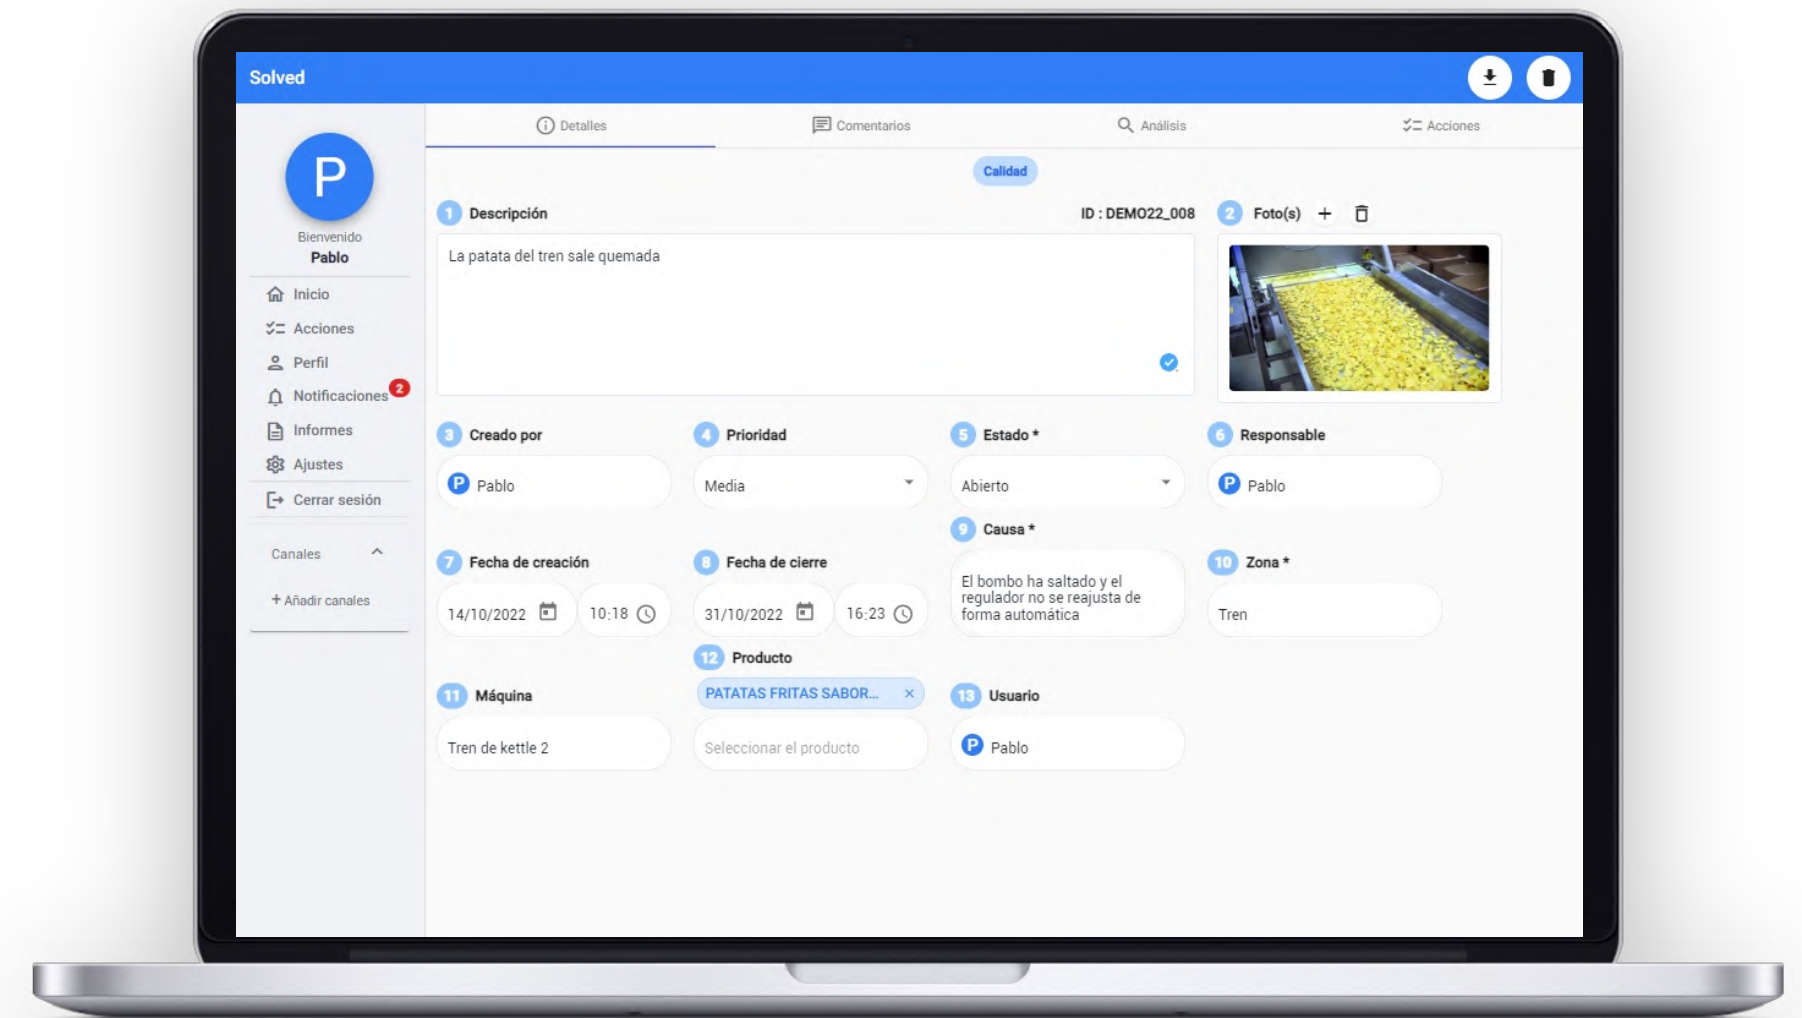 Solved
Detalles
Comentarios
Análisis
Acciones
P
Bienvenido
Pablo
Inicio
Acciones
Perfil
Notificaciones 2
Informes
Ajustes
Cerrar sesión
Canales
+ Añadir canales
Calidad
1 Descripción
ID : DEMO22_008
2 Foto(s) +
La patata del tren sale quemada
3 Creado por
4 Prioridad
5 Estado *
6 Responsable
P Pablo
Media
Abierto
P Pablo
7 Fecha de creación
8 Fecha de cierre
9 Causa *
10 Zona *
14/10/2022
10:18
31/10/2022
16:23
El bombo ha saltado y el
regulador no se reajusta de
forma automática
Tren
11 Máquina
12 Producto
13 Usuario
Tren de kettle 2
PATATAS FRITAS SABOR... ×
Seleccionar el producto
P Pablo